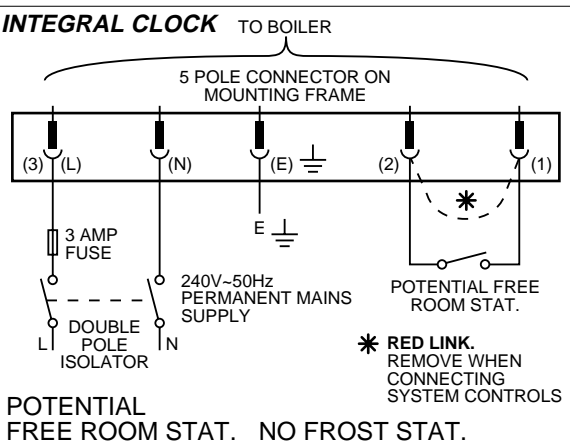 INTEGRAL CLOCK
TO BOILER
5 POLE CONNECTOR ON
MOUNTING FRAME
(3) (L) (N) (E) (2) (1)
E
3 AMP
FUSE
240V~50Hz
PERMANENT MAINS
SUPPLY
POTENTIAL FREE
ROOM STAT.
DOUBLE
POLE
ISOLATOR
L N
RED LINK.
REMOVE WHEN
CONNECTING
SYSTEM CONTROLS
POTENTIAL
FREE ROOM STAT. NO FROST STAT.